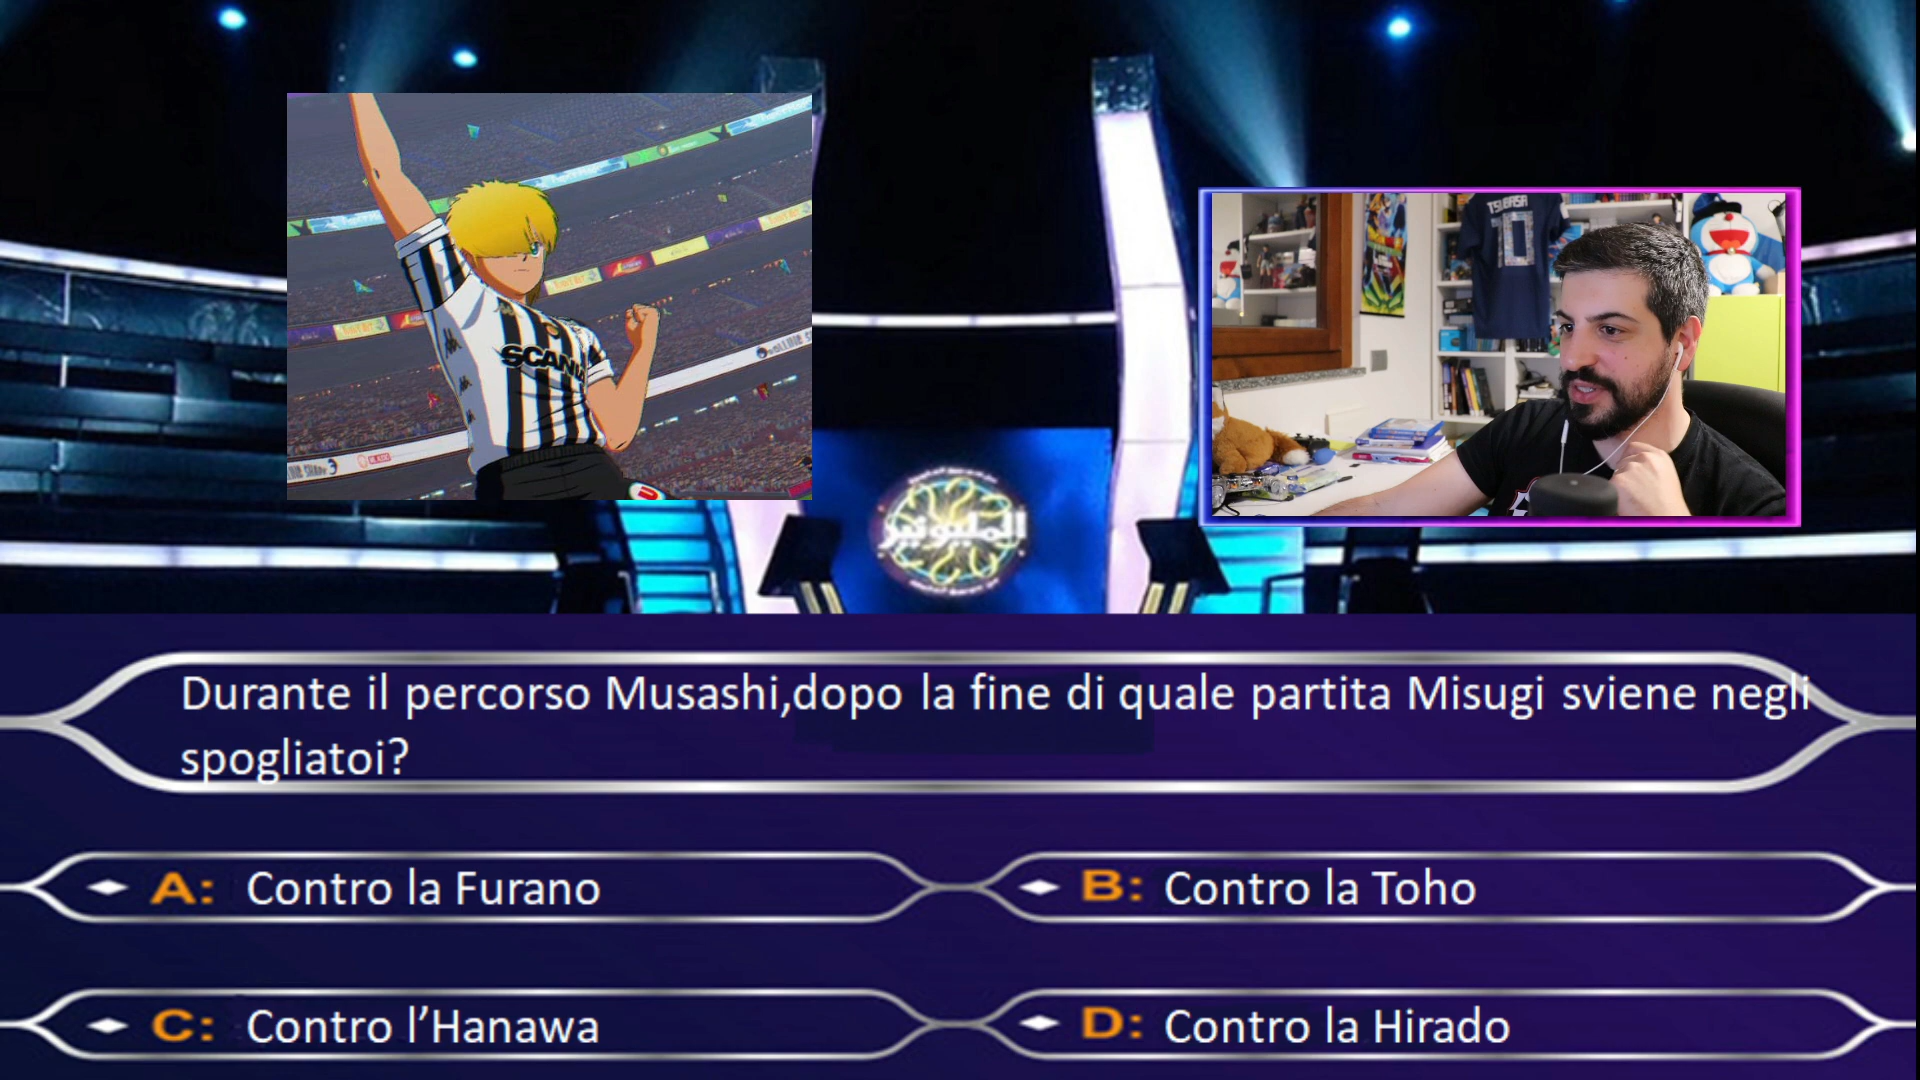 TSUBASA
10
SCANIA
المليونير
Durante il percorso Musashi,dopo la fine di quale partita Misugi sviene negli
spogliatoi?
A: Contro la Furano
B: Contro la Toho
C: Contro l’Hanawa
D: Contro la Hirado